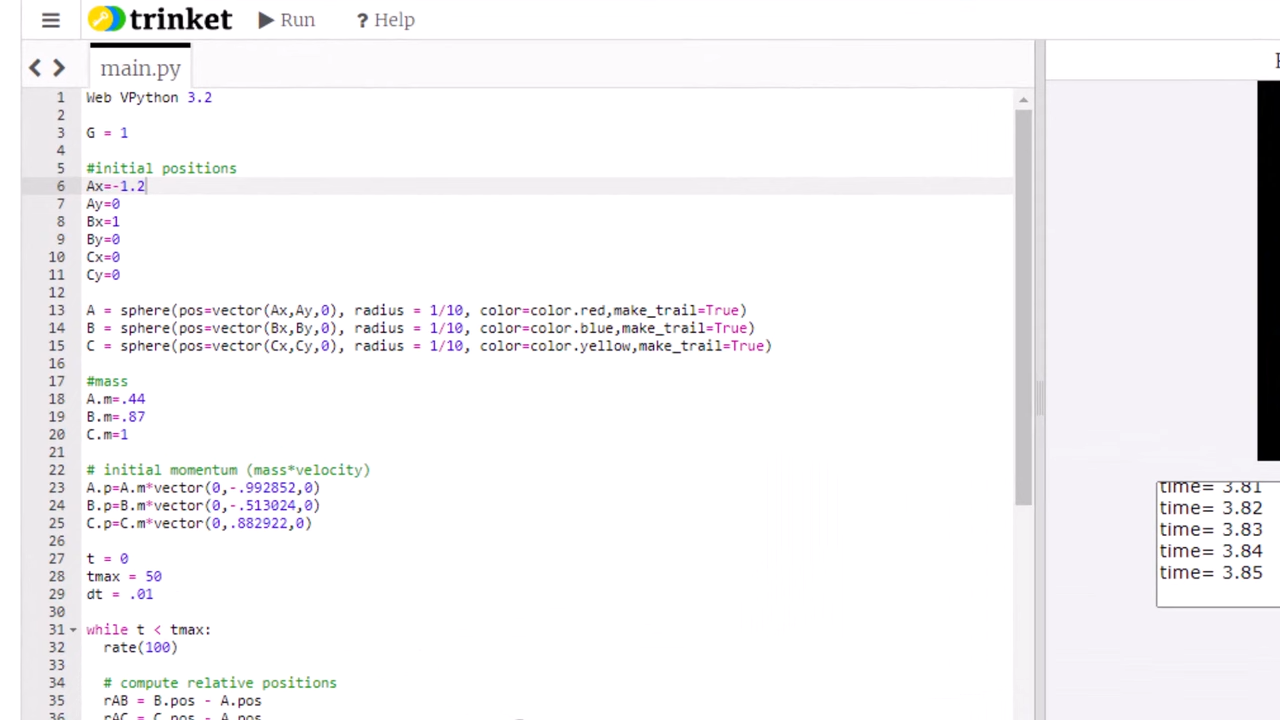 trinket
Run
? Help
main.py
1 Web VPython 3.2
2
3 G = 1
4
5 #initial positions
6 Ax=-1.2
7 Ay=0
8 Bx=1
9 By=0
10 Cx=0
11 Cy=0
12
13 A = sphere(pos=vector(Ax,Ay,0), radius = 1/10, color=color.red,make_trail=True)
14 B = sphere(pos=vector(Bx,By,0), radius = 1/10, color=color.blue,make_trail=True)
15 C = sphere(pos=vector(Cx,Cy,0), radius = 1/10, color=color.yellow,make_trail=True)
16
17 #mass
18 A.m=.44
19 B.m=.87
20 C.m=1
21
22 # initial momentum (mass*velocity)
23 A.p=A.m*vector(0,-.992852,0)
24 B.p=B.m*vector(0,-.513024,0)
25 C.p=C.m*vector(0,.882922,0)
26
27 t = 0
28 tmax = 50
29 dt = .01
30
31 while t < tmax:
32 rate(100)
33
34 # compute relative positions
35 rAB = B.pos - A.pos
36 rAC = C.pos - A.pos
time= 3.81
time= 3.82
time= 3.83
time= 3.84
time= 3.85